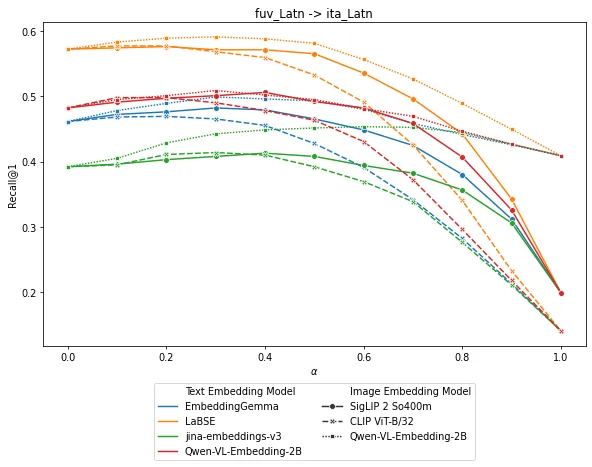 fuv_Latn -> ita_Latn
Recall@1
0.6
0.5
0.4
0.3
0.2
0.0 0.2 0.4 0.6 0.8 1.0
α
Text Embedding Model Image Embedding Model
EmbeddingGemma SigLIP 2 So400m
LaBSE CLIP ViT-B/32
jina-embeddings-v3 Qwen-VL-Embedding-2B
Qwen-VL-Embedding-2B